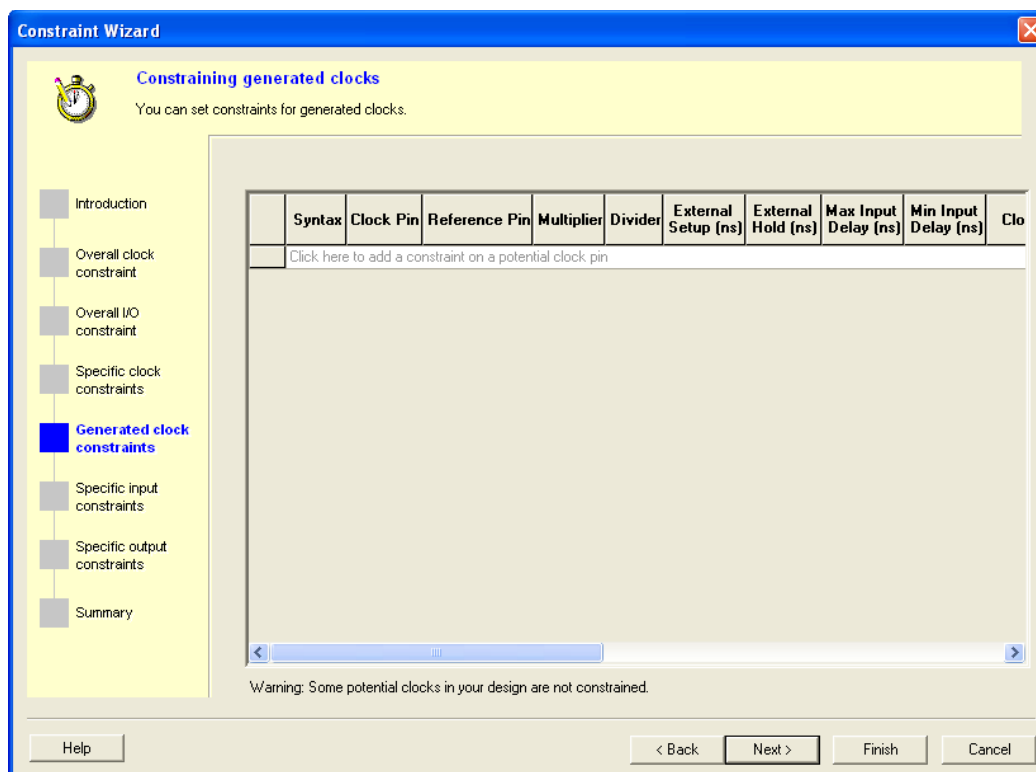 Constraint Wizard
Constraining generated clocks
You can set constraints for generated clocks.
Introduction
Overall clock
constraint
Overall I/O
constraint
Specific clock
constraints
Generated clock
constraints
Specific input
constraints
Specific output
constraints
Summary
Syntax Clock Pin Reference Pin Multiplier Divider External Setup (ns) External Hold (ns) Max Input Delay (ns) Min Input Delay (ns) Clo
Click here to add a constraint on a potential clock pin
Warning: Some potential clocks in your design are not constrained.
Help < Back Next > Finish Cancel